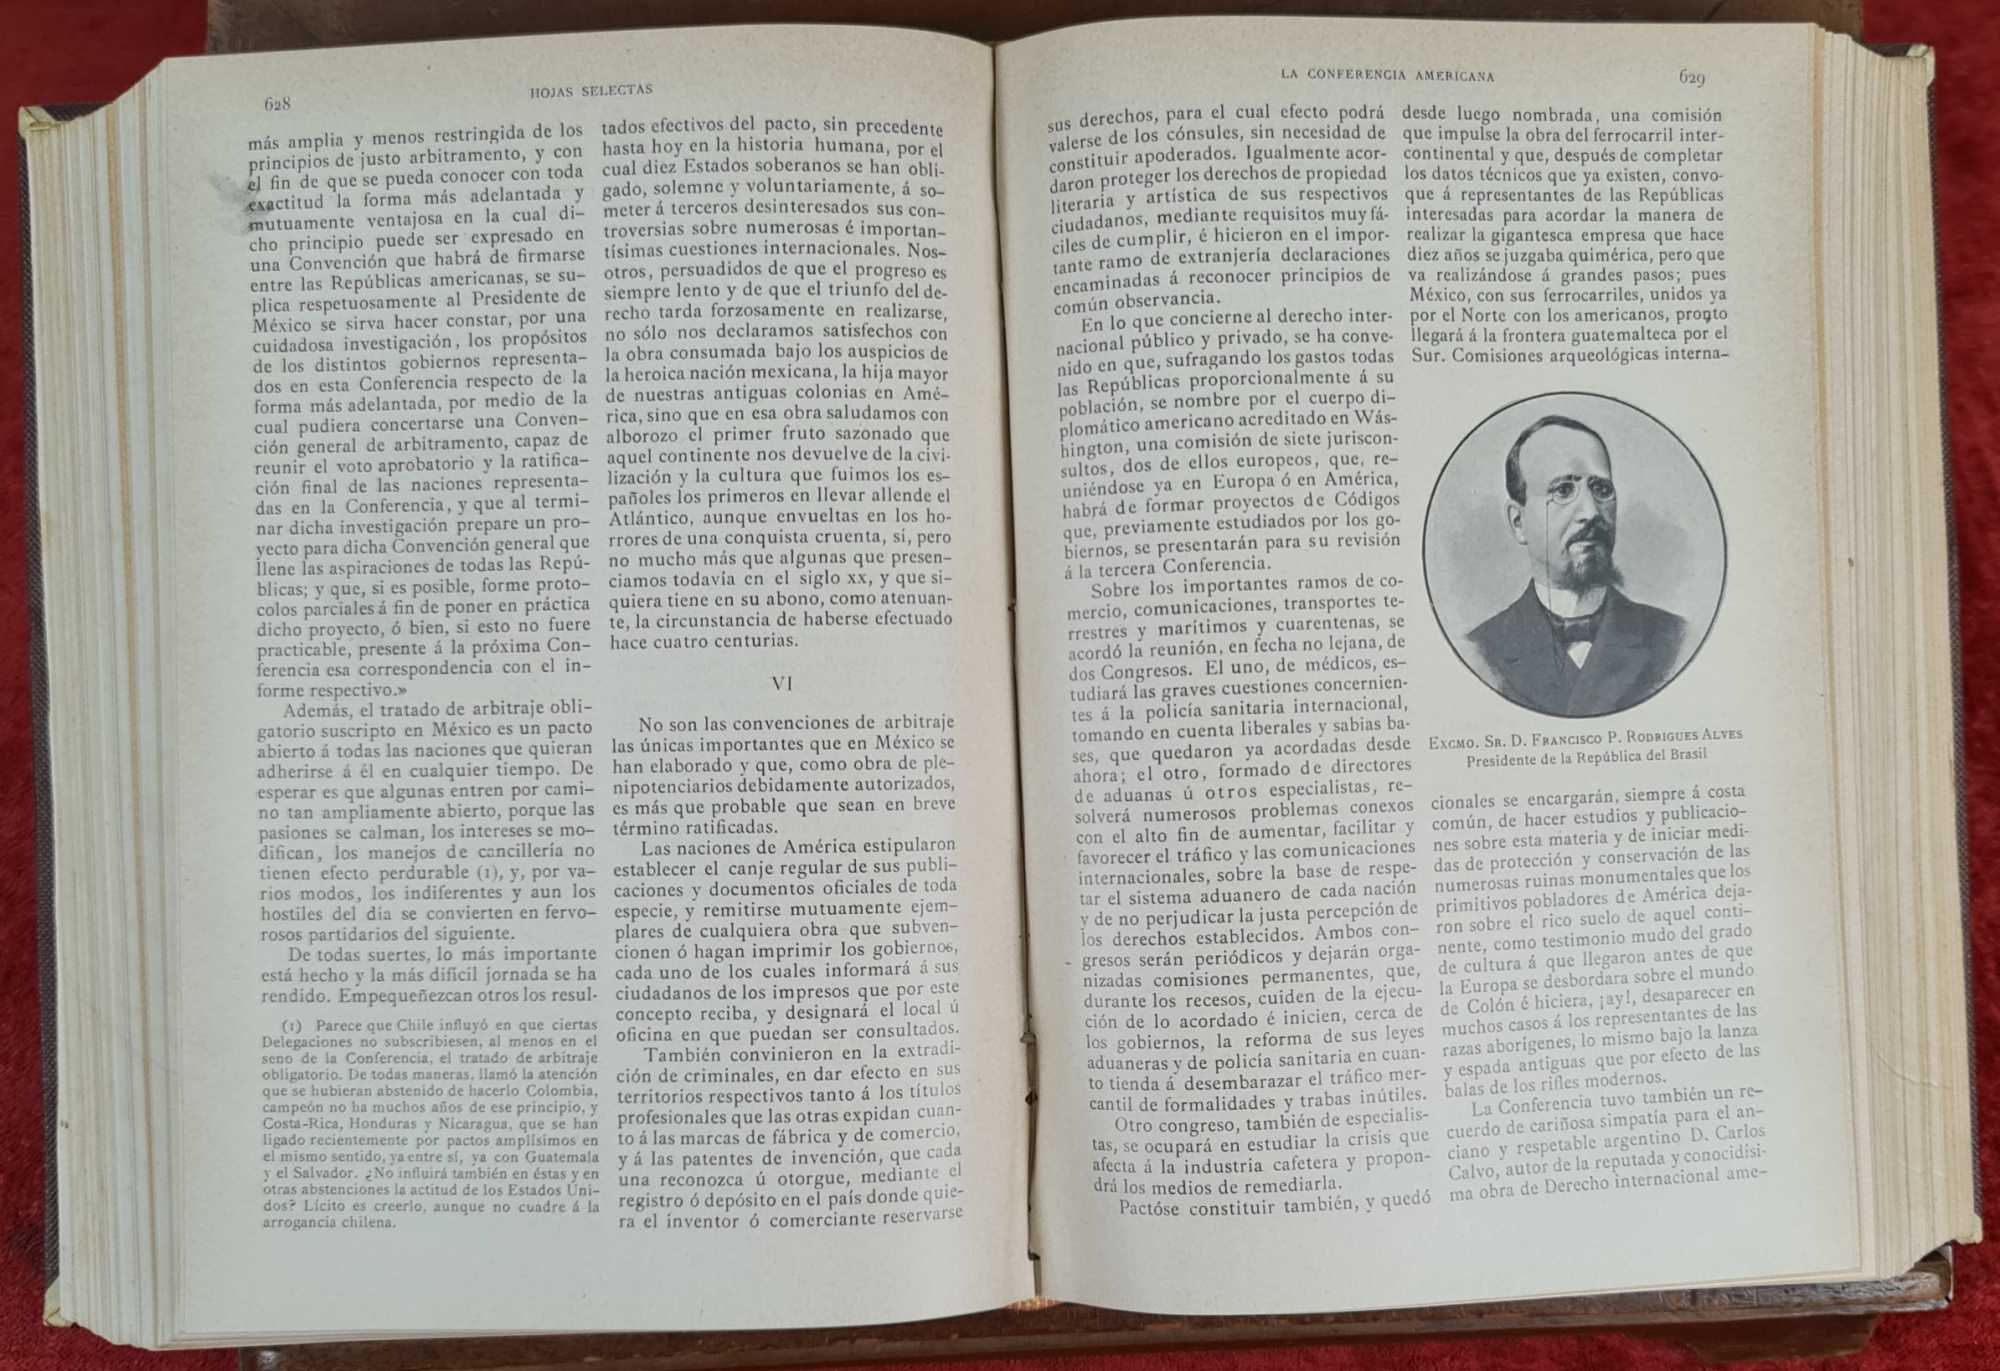 628
HOJAS SELECTAS
más amplia y menos restringida de los
principios de justo arbitramento, y con
el fin de que se pueda conocer con toda
exactitud la forma más adelantada y
mutuamente ventajosa en la cual di-
cho principio puede ser expresado en
una Convención que habrá de firmarse
entre las Repúblicas americanas, se su-
plica respetuosamente al Presidente de
México se sirva hacer constar, por una
cuidadosa investigación, los propósitos
de los distintos gobiernos representa-
dos en esta Conferencia respecto de la
forma más adelantada, por medio de la
cual pudiera concertarse una Conven-
ción general de arbitramento, capaz de
reunir el voto aprobatorio y la ratifica-
ción final de las naciones representa-
das en la Conferencia, y que al termi-
nar dicha investigación prepare un pro-
yecto para dicha Convención general que
llene las aspiraciones de todas las Repú-
blicas; y que, si es posible, forme proto-
colos parciales á fin de poner en práctica
dicho proyecto, ó bien, si esto no fuere
practicable, presente á la próxima Con-
ferencia esa correspondencia con el in-
forme respectivo.»
Además, el tratado de arbitraje obli-
gatorio suscripto en México es un pacto
abierto á todas las naciones que quieran
adherirse á él en cualquier tiempo. De
esperar es que algunas entren por cami-
no tan ampliamente abierto, porque las
pasiones se calman, los intereses se mo-
difican, los manejos de cancillería no
tienen efecto perdurable (1), y, por va-
rios modos, los indiferentes y aun los
hostiles del día se convierten en fervo-
rosos partidarios del siguiente.
De todas suertes, lo más importante
está hecho y la más difícil jornada se ha
rendido. Empequeñezcan otros los resul-
(1) Parece que Chile influyó en que ciertas
Delegaciones no subscribiesen, al menos en el
seno de la Conferencia, el tratado de arbitraje
obligatorio. De todas maneras, llamó la atención
que se hubieran abstenido de hacerlo Colombia,
campeón no ha muchos años de ese principio, y
Costa-Rica, Honduras y Nicaragua, que se han
ligado recientemente por pactos amplísimos en
el mismo sentido, ya entre sí, ya con Guatemala
y el Salvador. ¿No influirá también en éstas y en
otras abstenciones la actitud de los Estados Uni-
dos? Lícito es creerlo, aunque no cuadre á la
arrogancia chilena.
tados efectivos del pacto, sin precedente
hasta hoy en la historia humana, por el
cual diez Estados soberanos se han obli-
gado, solemne y voluntariamente, á so-
meter á terceros desinteresados sus con-
troversias sobre numerosas é importan-
tísimas cuestiones internacionales. Nos-
otros, persuadidos de que el progreso es
siempre lento y de que el triunfo del de-
recho tarda forzosamente en realizarse,
no sólo nos declaramos satisfechos con
la obra consumada bajo los auspicios de
la heroica nación mexicana, la hija mayor
de nuestras antiguas colonias en Amé-
rica, sino que en esa obra saludamos con
alborozo el primer fruto sazonado que
aquel continente nos devuelve de la civi-
lización y la cultura que fuimos los es-
pañoles los primeros en llevar allende el
Atlántico, aunque envueltas en los ho-
rrores de una conquista cruenta, sí, pero
no mucho más que algunas que presen-
ciamos todavía en el siglo XX, y que si-
quiera tiene en su abono, como atenuan-
te, la circunstancia de haberse efectuado
hace cuatro centurias.
VI
No son las convenciones de arbitraje
las únicas importantes que en México se
han elaborado y que, como obra de ple-
nipotenciarios debidamente autorizados,
es más que probable que sean en breve
término ratificadas.
Las naciones de América estipularon
establecer el canje regular de sus publi-
caciones y documentos oficiales de toda
especie, y remitirse mutuamente ejem-
plares de cualquiera obra que subven-
cionen ó hagan imprimir los gobiernos,
cada uno de los cuales informará á sus
ciudadanos de los impresos que por este
concepto reciba, y designará el local ú
oficina en que puedan ser consultados.
También convinieron en la extradi-
ción de criminales, en dar efecto en sus
territorios respectivos tanto á los títulos
profesionales que las otras expidan cuan-
to á las marcas de fábrica y de comercio,
y á las patentes de invención, que cada
una reconozca ú otorgue, mediante el
registro ó depósito en el país donde quie-
ra el inventor ó comerciante reservarse
LA CONFERENCIA AMERICANA
629
sus derechos, para el cual efecto podrá
valerse de los cónsules, sin necesidad de
constituir apoderados. Igualmente acor-
daron proteger los derechos de propiedad
literaria y artística de sus respectivos
ciudadanos, mediante requisitos muy fá-
ciles de cumplir, é hicieron en el impor-
tante ramo de extranjería declaraciones
encaminadas á reconocer principios de
común observancia.
En lo que concierne al derecho inter-
nacional público y privado, se ha conve-
nido en que, sufragando los gastos todas
las Repúblicas proporcionalmente á su
población, se nombre por el cuerpo di-
plomático americano acreditado en Wás-
hington, una comisión de siete juriscon-
sultos, dos de ellos europeos, que, re-
uniéndose ya en Europa ó en América,
habrá de formar proyectos de Códigos
que, previamente estudiados por los go-
biernos, se presentarán para su revisión
á la tercera Conferencia.
Sobre los importantes ramos de co-
mercio, comunicaciones, transportes te-
rrestres y marítimos y cuarentenas, se
acordó la reunión, en fecha no lejana, de
dos Congresos. El uno, de médicos, es-
tudiará las graves cuestiones concernien-
tes á la policía sanitaria internacional,
tomando en cuenta liberales y sabias ba-
ses, que quedaron ya acordadas desde
ahora; el otro, formado de directores
de aduanas ú otros especialistas, re-
solverá numerosos problemas conexos
con el alto fin de aumentar, facilitar y
favorecer el tráfico y las comunicaciones
internacionales, sobre la base de respe-
tar el sistema aduanero de cada nación
y de no perjudicar la justa percepción de
los derechos establecidos. Ambos con-
gresos serán periódicos y dejarán orga-
nizadas comisiones permanentes, que,
durante los recesos, cuiden de la ejecu-
ción de lo acordado é inicien, cerca de
los gobiernos, la reforma de sus leyes
aduaneras y de policía sanitaria en cuan-
to tienda á desembarazar el tráfico mer-
cantil de formalidades y trabas inútiles.
Otro congreso, también de especialis-
tas, se ocupará en estudiar la crisis que
afecta á la industria cafetera y propon-
drá los medios de remediarla.
Pactóse constituir también, y quedó
desde luego nombrada, una comisión
que impulse la obra del ferrocarril inter-
continental y que, después de completar
los datos técnicos que ya existen, convo-
que á representantes de las Repúblicas
interesadas para acordar la manera de
realizar la gigantesca empresa que hace
diez años se juzgaba quimérica, pero que
va realizándose á grandes pasos; pues
México, con sus ferrocarriles, unidos ya
por el Norte con los americanos, pronto
llegará á la frontera guatemalteca por el
Sur. Comisiones arqueológicas interna-
EXCMO. SR. D. FRANCISCO P. RODRIGUES ALVES
Presidente de la República del Brasil
cionales se encargarán, siempre á costa
común, de hacer estudios y publicacio-
nes sobre esta materia y de iniciar medi-
das de protección y conservación de las
numerosas ruinas monumentales que los
primitivos pobladores de América deja-
ron sobre el rico suelo de aquel conti-
nente, como testimonio mudo del grado
de cultura á que llegaron antes de que
la Europa se desbordara sobre el mundo
de Colón é hiciera, ¡ay!, desaparecer en
muchos casos á los representantes de las
razas aborígenes, lo mismo bajo la lanza
y espada antiguas que por efecto de las
balas de los rifles modernos.
La Conferencia tuvo también un re-
cuerdo de cariñosa simpatía para el an-
ciano y respetable argentino D. Carlos
Calvo, autor de la reputada y conocidísi-
ma obra de Derecho internacional ame-